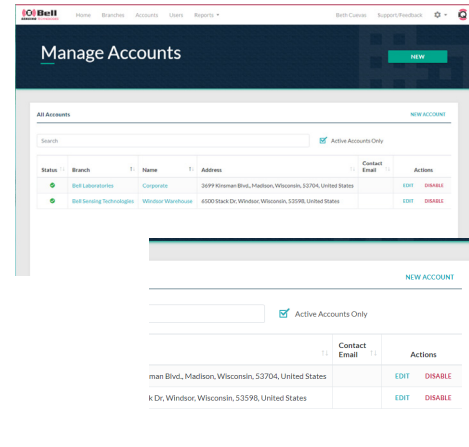 Bell
Home Branches Accounts Users Reports Beth Cuevas Support/Feedback
Manage Accounts
NEW
All Accounts NEW ACCOUNT
Search Active Accounts Only
Status Branch Name Address Contact Email Actions
Bell Laboratories Corporate 3699 Kinsman Blvd., Madison, Wisconsin, 53704, United States EDIT DISABLE
Bell Sensing Technologies Windsor Warehouse 6500 Stack Dr, Windsor, Wisconsin, 53598, United States EDIT DISABLE
NEW ACCOUNT
Active Accounts Only
Contact
Email Actions
man Blvd., Madison, Wisconsin, 53704, United States EDIT DISABLE
k Dr, Windsor, Wisconsin, 53598, United States EDIT DISABLE